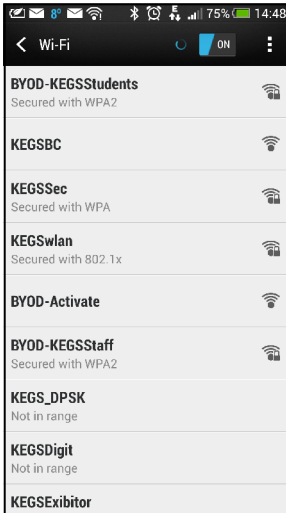 8° E 75% 14:48
Wi-Fi ON
BYOD-KEGSStudents
Secured with WPA2
KEGSBC
KEGSSec
Secured with WPA
KEGSwlan
Secured with 802.1x
BYOD-Activate
BYOD-KEGSStaff
Secured with WPA2
KEGS_DPSK
Not in range
KEGSDigit
Not in range
KEGSExibitor